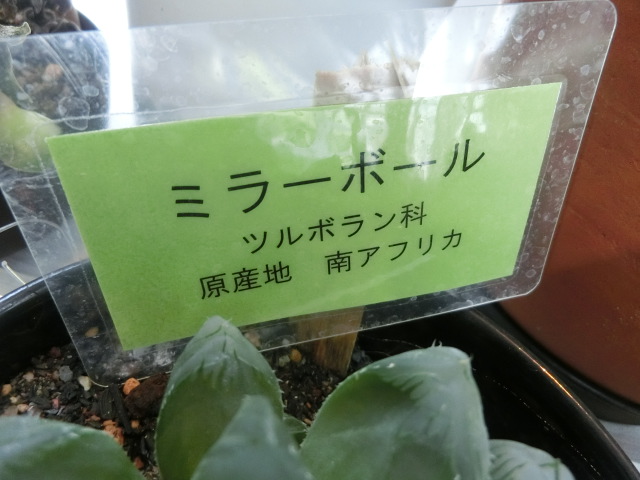 ミラーボール
ツルボラン科
原産地　南アフリカ